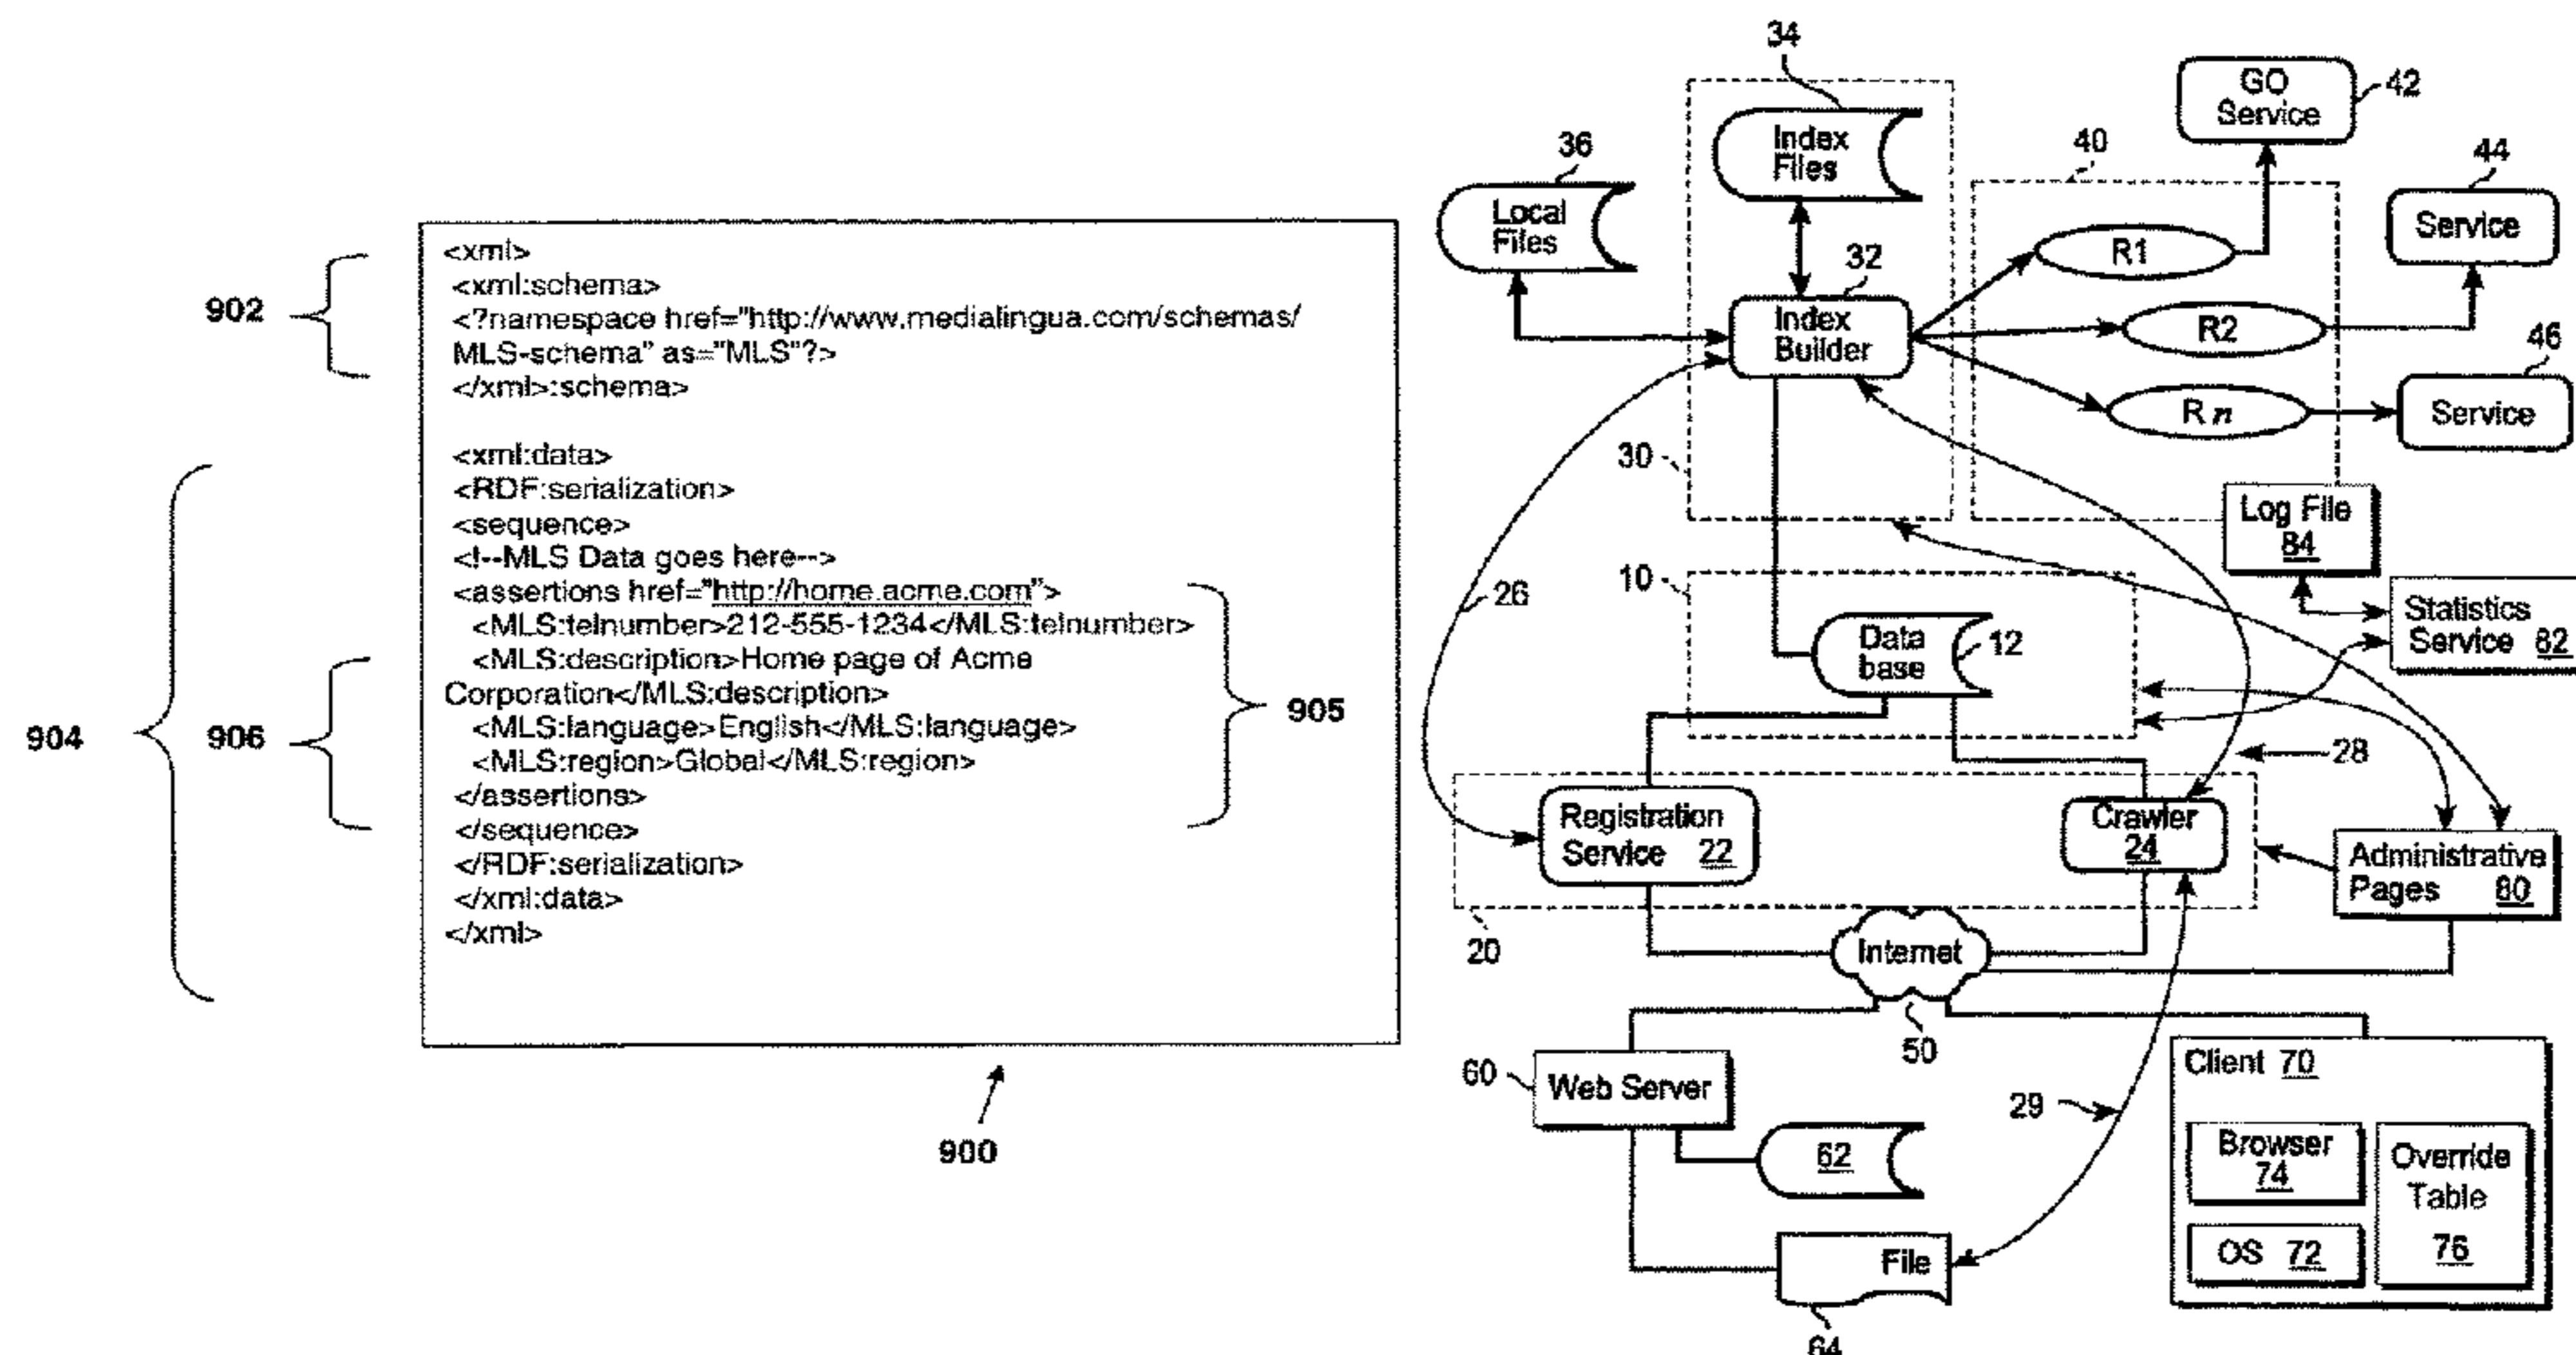 902
904
906
905
<xml>
<xml:schema>
<?namespace href="http://www.medialingua.com/schemas/
MLS-schema" as="MLS"?>
</xml>:schema>
<xml:data>
<RDF:serialization>
<sequence>
<!--MLS Data goes here-->
<assertions href="http://home.acme.com">
<MLS:telnumber>212-555-1234</MLS:telnumber>
<MLS:description>Home page of Acme
Corporation</MLS:description>
<MLS:language>English</MLS:language>
<MLS:region>Global</MLS:region>
</assertions>
</sequence>
</RDF:serialization>
</xml:data>
</xml>
900
34
Index
Files
36
Local
Files
32
Index
Builder
30
40
GO
Service
42
R1
44
Service
R2
46
Service
R n
Log File
84
Statistics
Service 82
10
Data
base
12
26
28
Registration
Service 22
Crawler
24
Administrative
Pages 80
20
Internet
50
60
Web Server
62
29
File
64
Client 70
Browser
74
OS 72
Override
Table
76